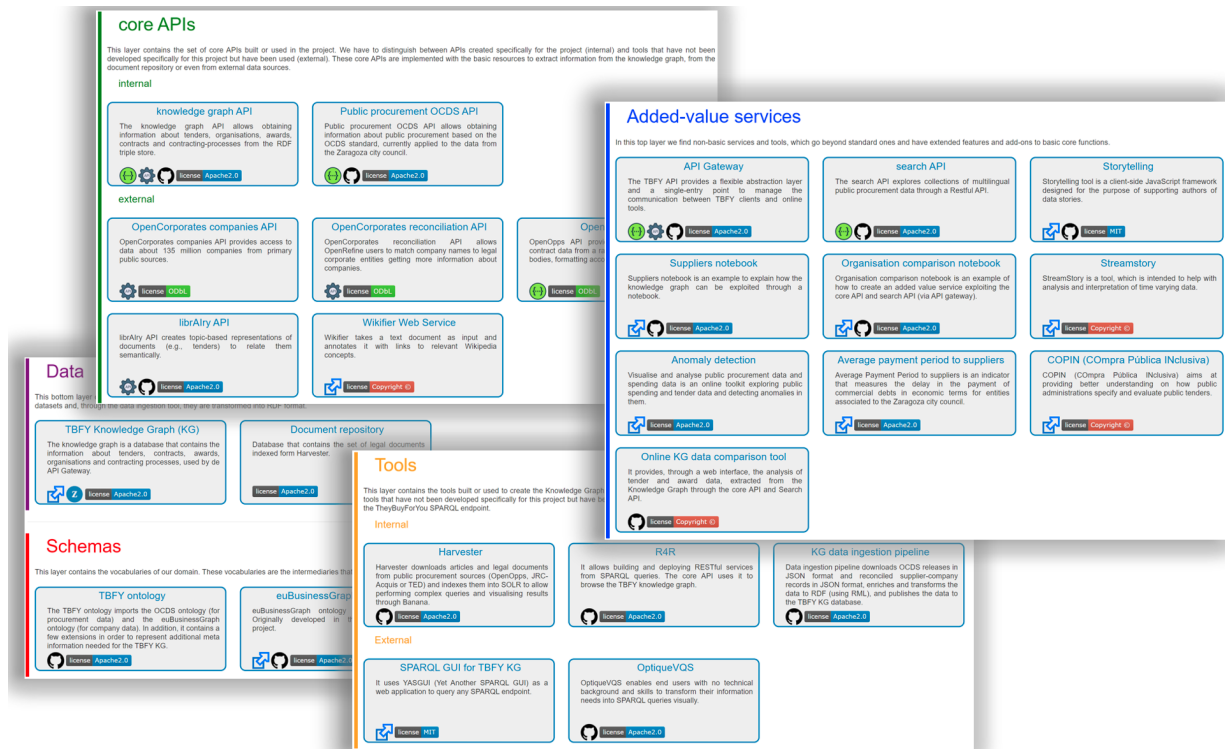 core APIs
This layer contains the set of core APIs built or used in the project. We have to distinguish between APIs created specifically for the project (internal) and tools that have not been
developed specifically for this project but have been used (external). These core APIs are implemented with the basic resources to extract information from the knowledge graph, from the
document repository or even from external data sources.
internal
knowledge graph API
The knowledge graph API allows obtaining
information about tenders, organisations, awards,
contracts and contracting-processes from the RDF
triple store.
license Apache2.0
Public procurement OCDS API
Public procurement OCDS API allows obtaining
information about public procurement based on the
OCDS standard, currently applied to the data from
the Zaragoza city council.
license Apache2.0
external
OpenCorporates companies API
OpenCorporates companies API provides access to
data about 135 million companies from primary
public sources.
license ODbL
OpenCorporates reconciliation API
OpenCorporates reconciliation API allows
OpenRefine users to match company names to legal
corporate entities getting more information about
companies.
license ODbL
Open
OpenOpps API
contract data from a
bodies, formatting
license ODbL
librAIry API
librAIry API creates topic-based representations of
documents (e.g., tenders) to relate them
semantically.
license Apache2.0
Wikifier Web Service
Wikifier takes a text document as input and
annotates it with links to relevant Wikipedia
concepts.
license Copyright ©
Added-value services
In this top layer we find non-basic services and tools, which go beyond standard ones and have extended features and add-ons to basic core functions.
API Gateway
The TBFY API provides a flexible abstraction layer
and a single-entry point to manage the
communication between TBFY clients and online
tools.
license Apache2.0
search API
The search API explores collections of multilingual
public procurement data through a Restful API.
license Apache2.0
Storytelling
Storytelling tool is a client-side JavaScript framework
designed for the purpose of supporting authors of
data stories.
license MIT
Suppliers notebook
Suppliers notebook is an example to explain how the
knowledge graph can be exploited through a
notebook.
license Apache2.0
Organisation comparison notebook
Organisation comparison notebook is an example of
how to create an added value service exploiting the
core API and search API (via API gateway).
license Apache2.0
Streamstory
StreamStory is a tool, which is intended to help with
analysis and interpretation of time varying data.
license Copyright ©
Anomaly detection
Visualise and analyse public procurement data and
spending data is an online toolkit exploring public
spending and tender data and detecting anomalies in
them.
license Apache2.0
Average payment period to suppliers
Average Payment Period to suppliers is an indicator
that measures the delay in the payment of
commercial debts in economic terms for entities
associated to the Zaragoza city council.
license Apache2.0
COPIN (COmpra Pública INclusiva)
COPIN (COmpra Pública INclusiva) aims at
providing better understanding on how public
administrations specify and evaluate public tenders.
license Copyright ©
Online KG data comparison tool
It provides, through a web interface, the analysis of
tender and award data, extracted from the
Knowledge Graph through the core API and Search
API.
license Copyright ©
Data
This bottom layer
datasets and, through the data ingestion tool, they are transformed into RDF format.
TBFY Knowledge Graph (KG)
The knowledge graph is a database that contains the
information about tenders, contracts, awards,
organisations and contracting processes, used by de
API Gateway.
Z license Apache2.0
Document repository
Database that contains the set of legal documents
indexed form Harvester.
license Apache2.0
Schemas
This layer contains the vocabularies of our domain. These vocabularies are the intermediaries
TBFY ontology
The TBFY ontology imports the OCDS ontology (for
procurement data) and the euBusinessGraph
ontology (for company data). In addition, it contains a
few extensions in order to represent additional meta
information needed for the TBFY KG.
license Apache2.0
euBusinessGrap
euBusinessGraph ontology
Originally developed in
project.
license Apache2.
Tools
This layer contains the tools built or used to create the Knowledge Graph
tools that have not been developed specifically for this project but have
the TheyBuyForYou SPARQL endpoint.
Internal
Harvester
Harvester downloads articles and legal documents
from public procurement sources (OpenOpps, JRC-
Acquis or TED) and indexes them into SOLR to allow
performing complex queries and visualising results
through Banana.
license Apache2.0
R4R
It allows building and deploying RESTful services
from SPARQL queries. The core API uses it to
browse the TBFY knowledge graph.
license Apache2.0
KG data ingestion pipeline
Data ingestion pipeline downloads OCDS releases in
JSON format and reconciled supplier-company
records in JSON format, enriches and transforms the
data to RDF (using RML), and publishes the data to
the TBFY KG database.
license Apache2.0
External
SPARQL GUI for TBFY KG
It uses YASGUI (Yet Another SPARQL GUI) as a
web application to query any SPARQL endpoint.
license MIT
OptiqueVQS
OptiqueVQS enables end users with no technical
background and skills to transform their information
needs into SPARQL queries visually.
license Apache2.0